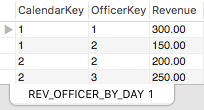 CalendarKey OfficerKey Revenue
1 1 300.00
1 2 150.00
2 2 200.00
2 3 250.00
REV_OFFICER_BY_DAY 1